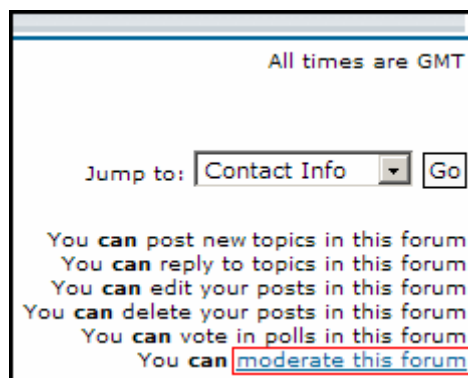 All times are GMT
Jump to: Contact Info Go
You can post new topics in this forum
You can reply to topics in this forum
You can edit your posts in this forum
You can delete your posts in this forum
You can vote in polls in this forum
You can moderate this forum